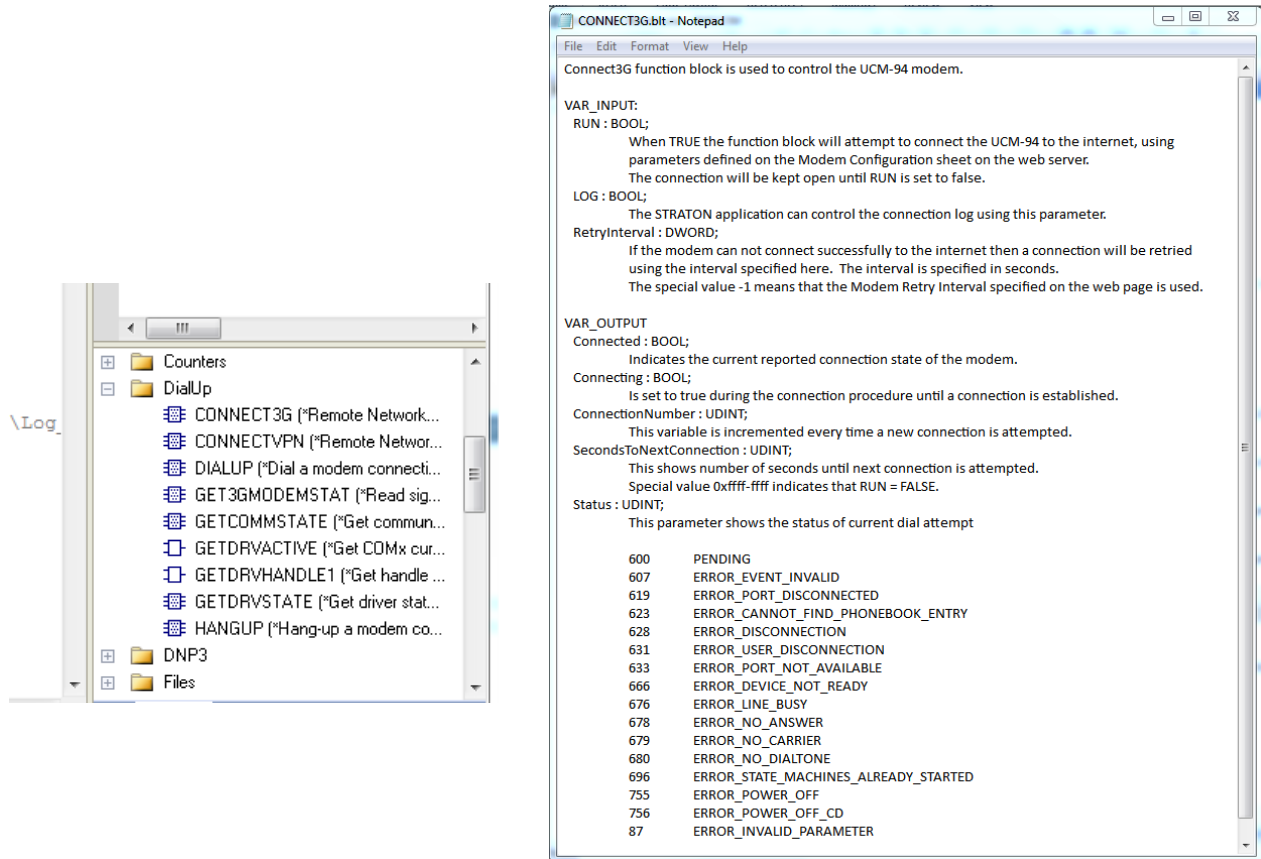 \Log_
Counters
DialUp
CONNECT3G (*Remote Network...
CONNECTVPN (*Remote Networ...
DIALUP (*Dial a modem connecti...
GET3GMODEMSTAT (*Read sig...
GETCOMMSTATE (*Get commun...
GETDRVACTIVE (*Get COMx cur...
GETDRVHANDLE1 (*Get handle ...
GETDRVSTATE (*Get driver stat...
HANGUP (*Hang-up a modem co...
DNP3
Files
CONNECT3G.blt - Notepad
File Edit Format View Help
Connect3G function block is used to control the UCM-94 modem.
VAR_INPUT:
RUN : BOOL;
When TRUE the function block will attempt to connect the UCM-94 to the internet, using
parameters defined on the Modem Configuration sheet on the web server.
The connection will be kept open until RUN is set to false.
LOG : BOOL;
The STRATON application can control the connection log using this parameter.
RetryInterval : DWORD;
If the modem can not connect successfully to the internet then a connection will be retried
using the interval specified here. The interval is specified in seconds.
The special value -1 means that the Modem Retry Interval specified on the web page is used.
VAR_OUTPUT
Connected : BOOL;
Indicates the current reported connection state of the modem.
Connecting : BOOL;
Is set to true during the connection procedure until a connection is established.
ConnectionNumber : UDINT;
This variable is incremented every time a new connection is attempted.
SecondsToNextConnection : UDINT;
This shows number of seconds until next connection is attempted.
Special value 0xffff-ffff indicates that RUN = FALSE.
Status : UDINT;
This parameter shows the status of current dial attempt
600 PENDING
607 ERROR_EVENT_INVALID
619 ERROR_PORT_DISCONNECTED
623 ERROR_CANNOT_FIND_PHONEBOOK_ENTRY
628 ERROR_DISCONNECTION
631 ERROR_USER_DISCONNECTION
633 ERROR_PORT_NOT_AVAILABLE
666 ERROR_DEVICE_NOT_READY
676 ERROR_LINE_BUSY
678 ERROR_NO_ANSWER
679 ERROR_NO_CARRIER
680 ERROR_NO_DIALTONE
696 ERROR_STATE_MACHINES_ALREADY_STARTED
755 ERROR_POWER_OFF
756 ERROR_POWER_OFF_CD
87 ERROR_INVALID_PARAMETER